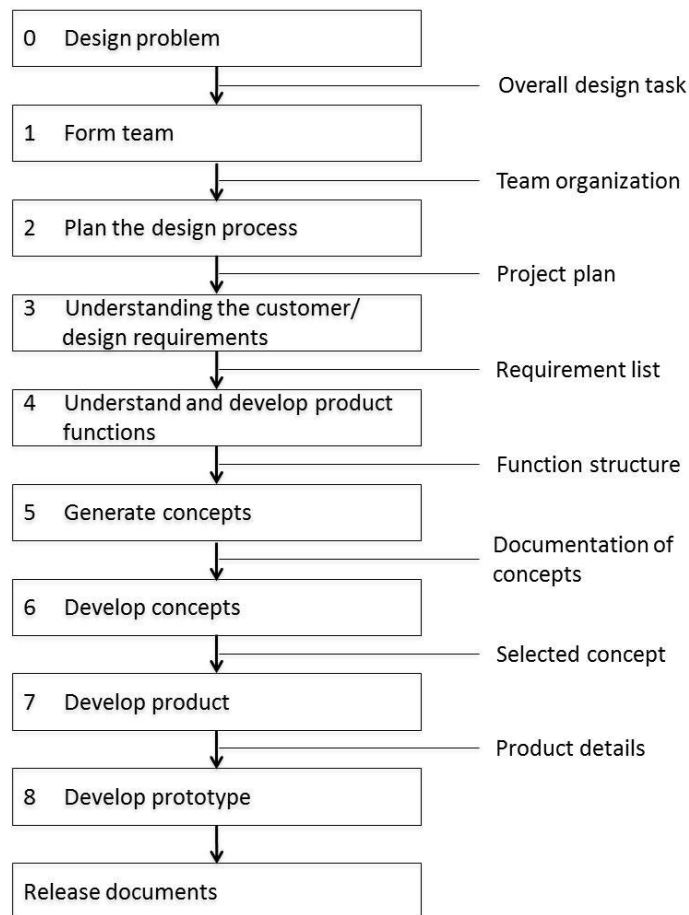 0 Design problem
Overall design task
1 Form team
Team organization
2 Plan the design process
Project plan
3 Understanding the customer/
design requirements
Requirement list
4 Understand and develop product
functions
Function structure
5 Generate concepts
Documentation of
concepts
6 Develop concepts
Selected concept
7 Develop product
Product details
8 Develop prototype
Release documents